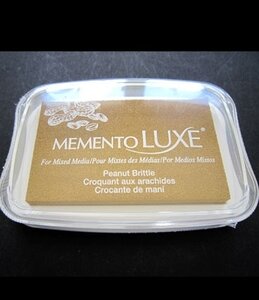 MEMENTO LUXE®
For Mixed Media/Pour Mixtes des Médias/Por Medios Mixtos
Peanut Brittle
Croquant aux arachides
Crocante de maní